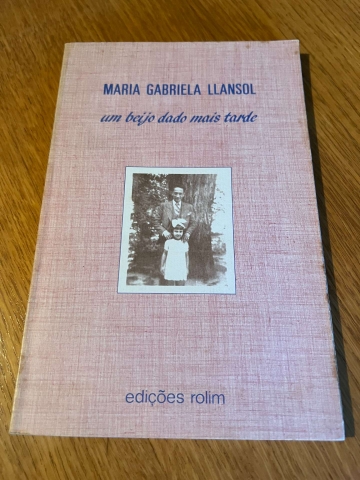 MARIA GABRIELA LLANSOL
um beijo dado mais tarde
edições rolim